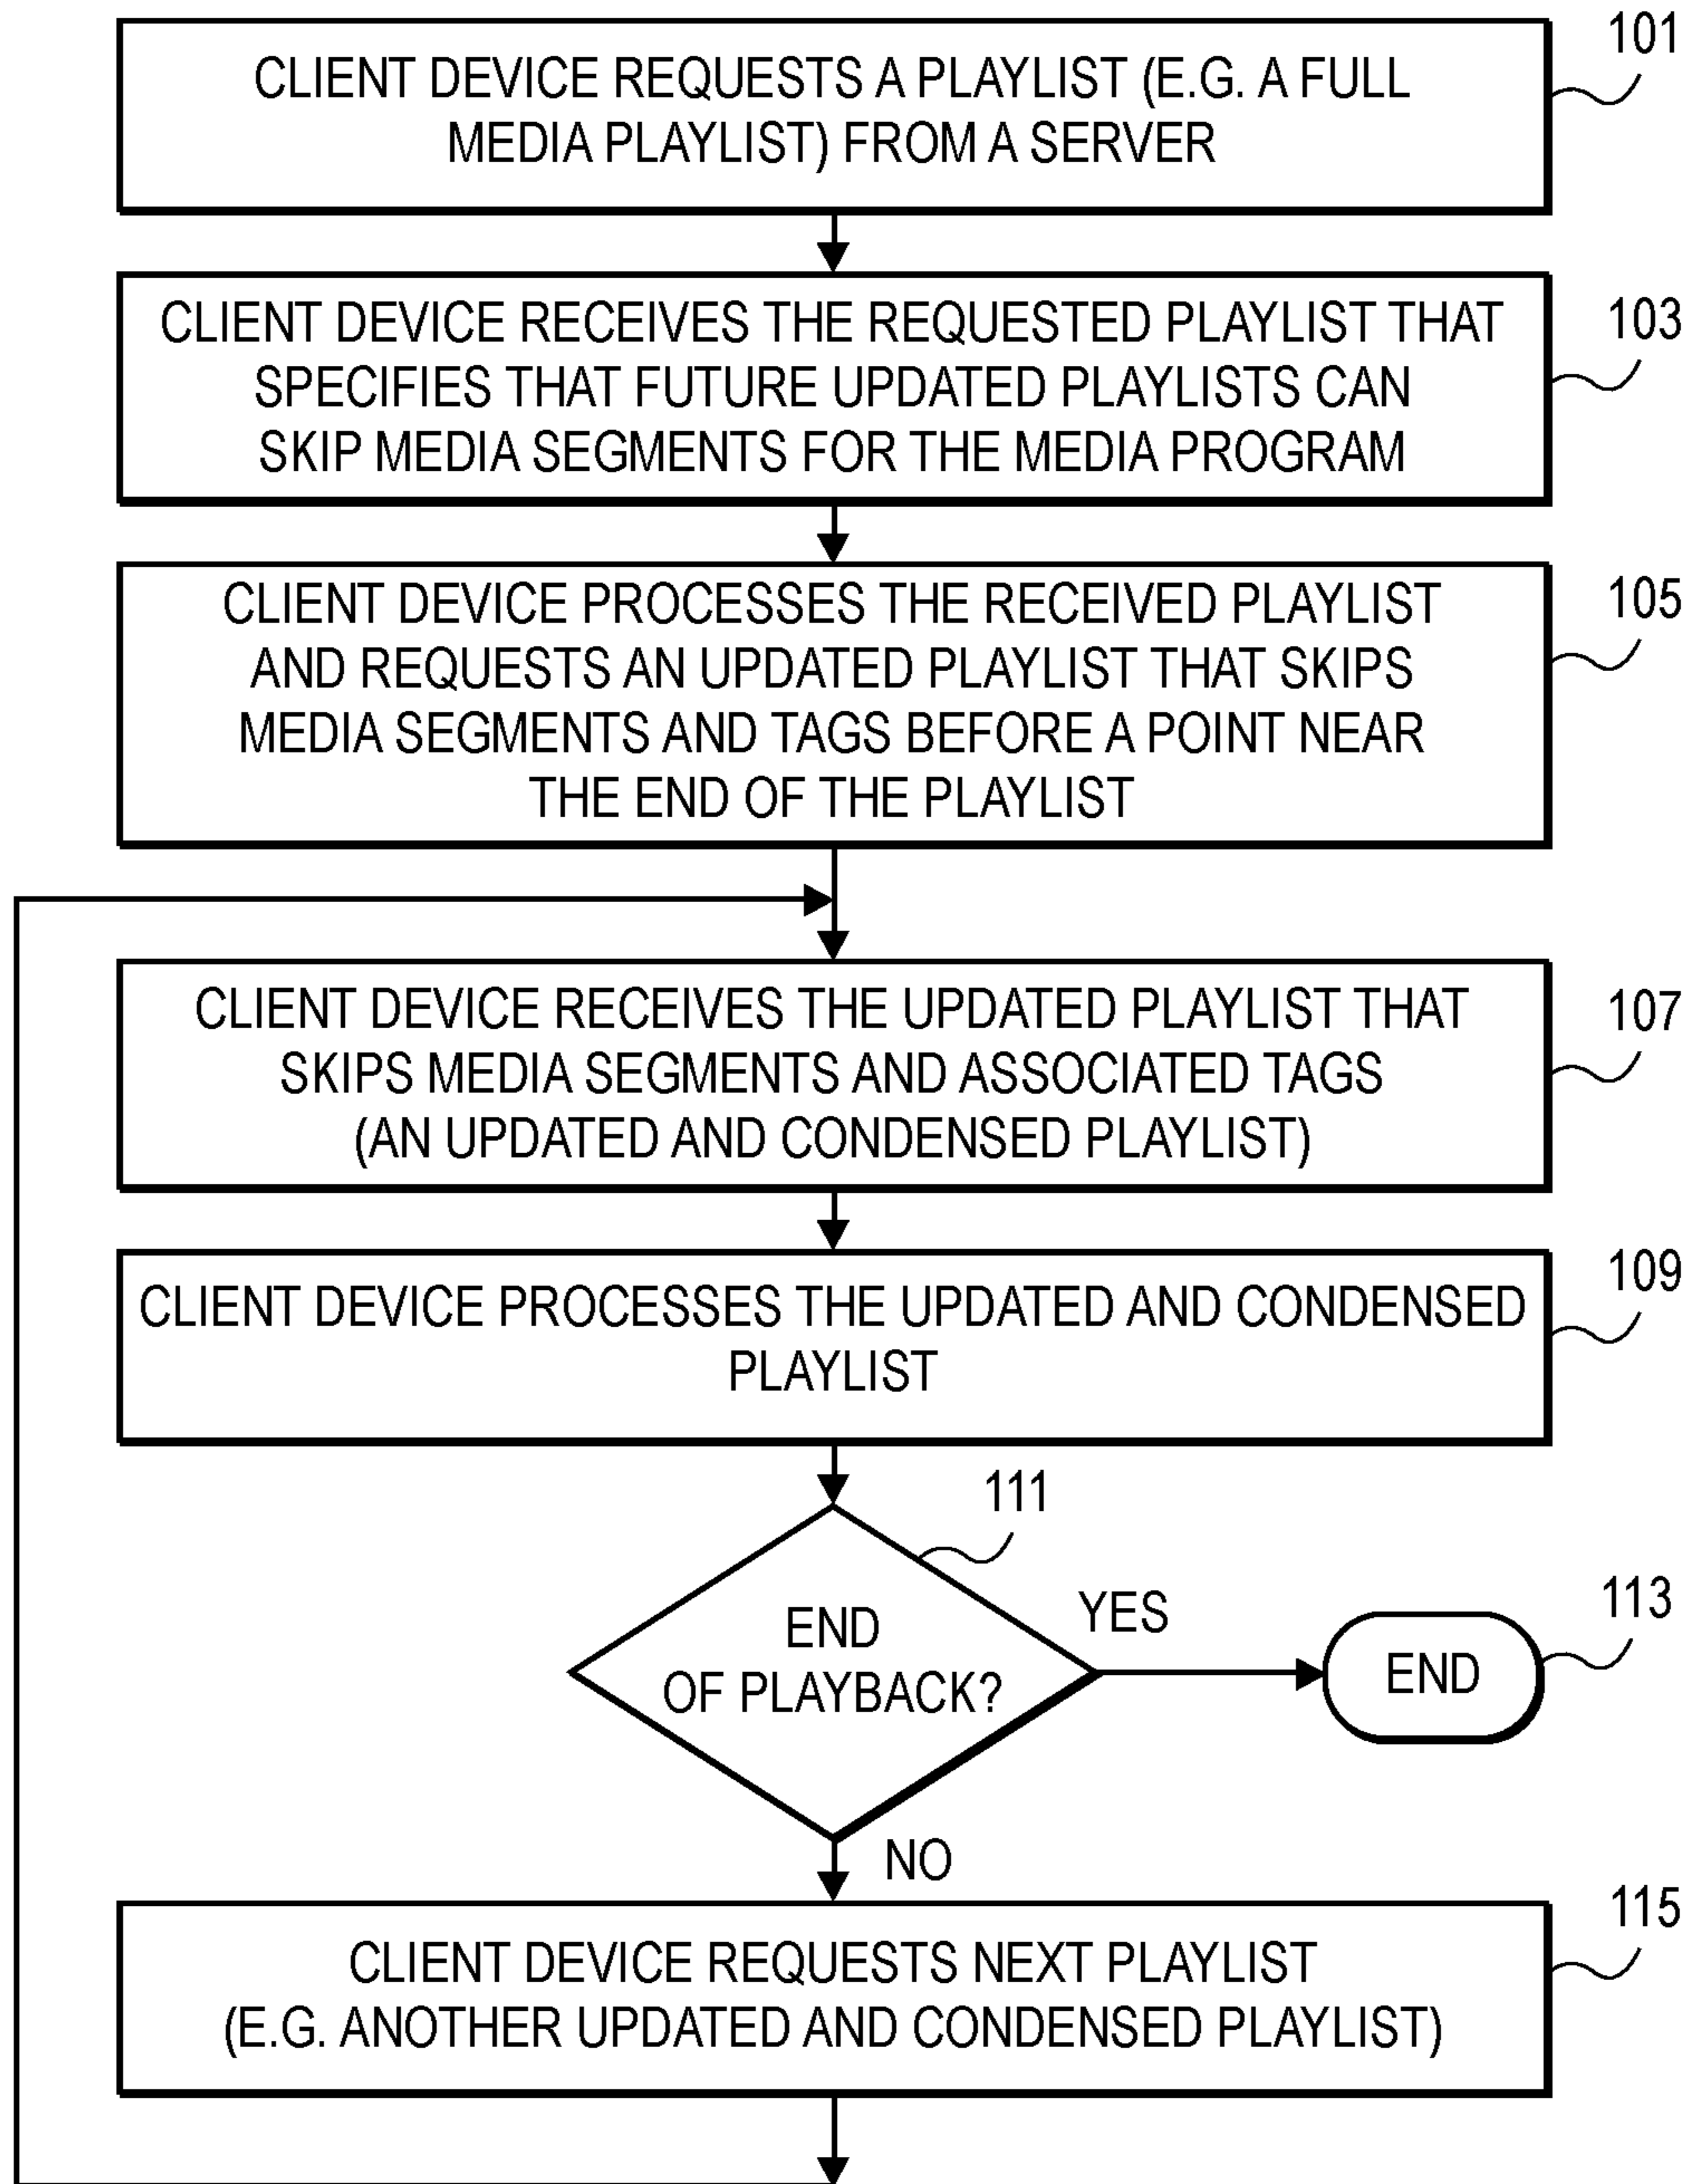 101
CLIENT DEVICE REQUESTS A PLAYLIST (E.G. A FULL
MEDIA PLAYLIST) FROM A SERVER
103
CLIENT DEVICE RECEIVES THE REQUESTED PLAYLIST THAT
SPECIFIES THAT FUTURE UPDATED PLAYLISTS CAN
SKIP MEDIA SEGMENTS FOR THE MEDIA PROGRAM
105
CLIENT DEVICE PROCESSES THE RECEIVED PLAYLIST
AND REQUESTS AN UPDATED PLAYLIST THAT SKIPS
MEDIA SEGMENTS AND TAGS BEFORE A POINT NEAR
THE END OF THE PLAYLIST
107
CLIENT DEVICE RECEIVES THE UPDATED PLAYLIST THAT
SKIPS MEDIA SEGMENTS AND ASSOCIATED TAGS
(AN UPDATED AND CONDENSED PLAYLIST)
109
CLIENT DEVICE PROCESSES THE UPDATED AND CONDENSED
PLAYLIST
111
END
OF PLAYBACK?
YES
113
END
NO
115
CLIENT DEVICE REQUESTS NEXT PLAYLIST
(E.G. ANOTHER UPDATED AND CONDENSED PLAYLIST)